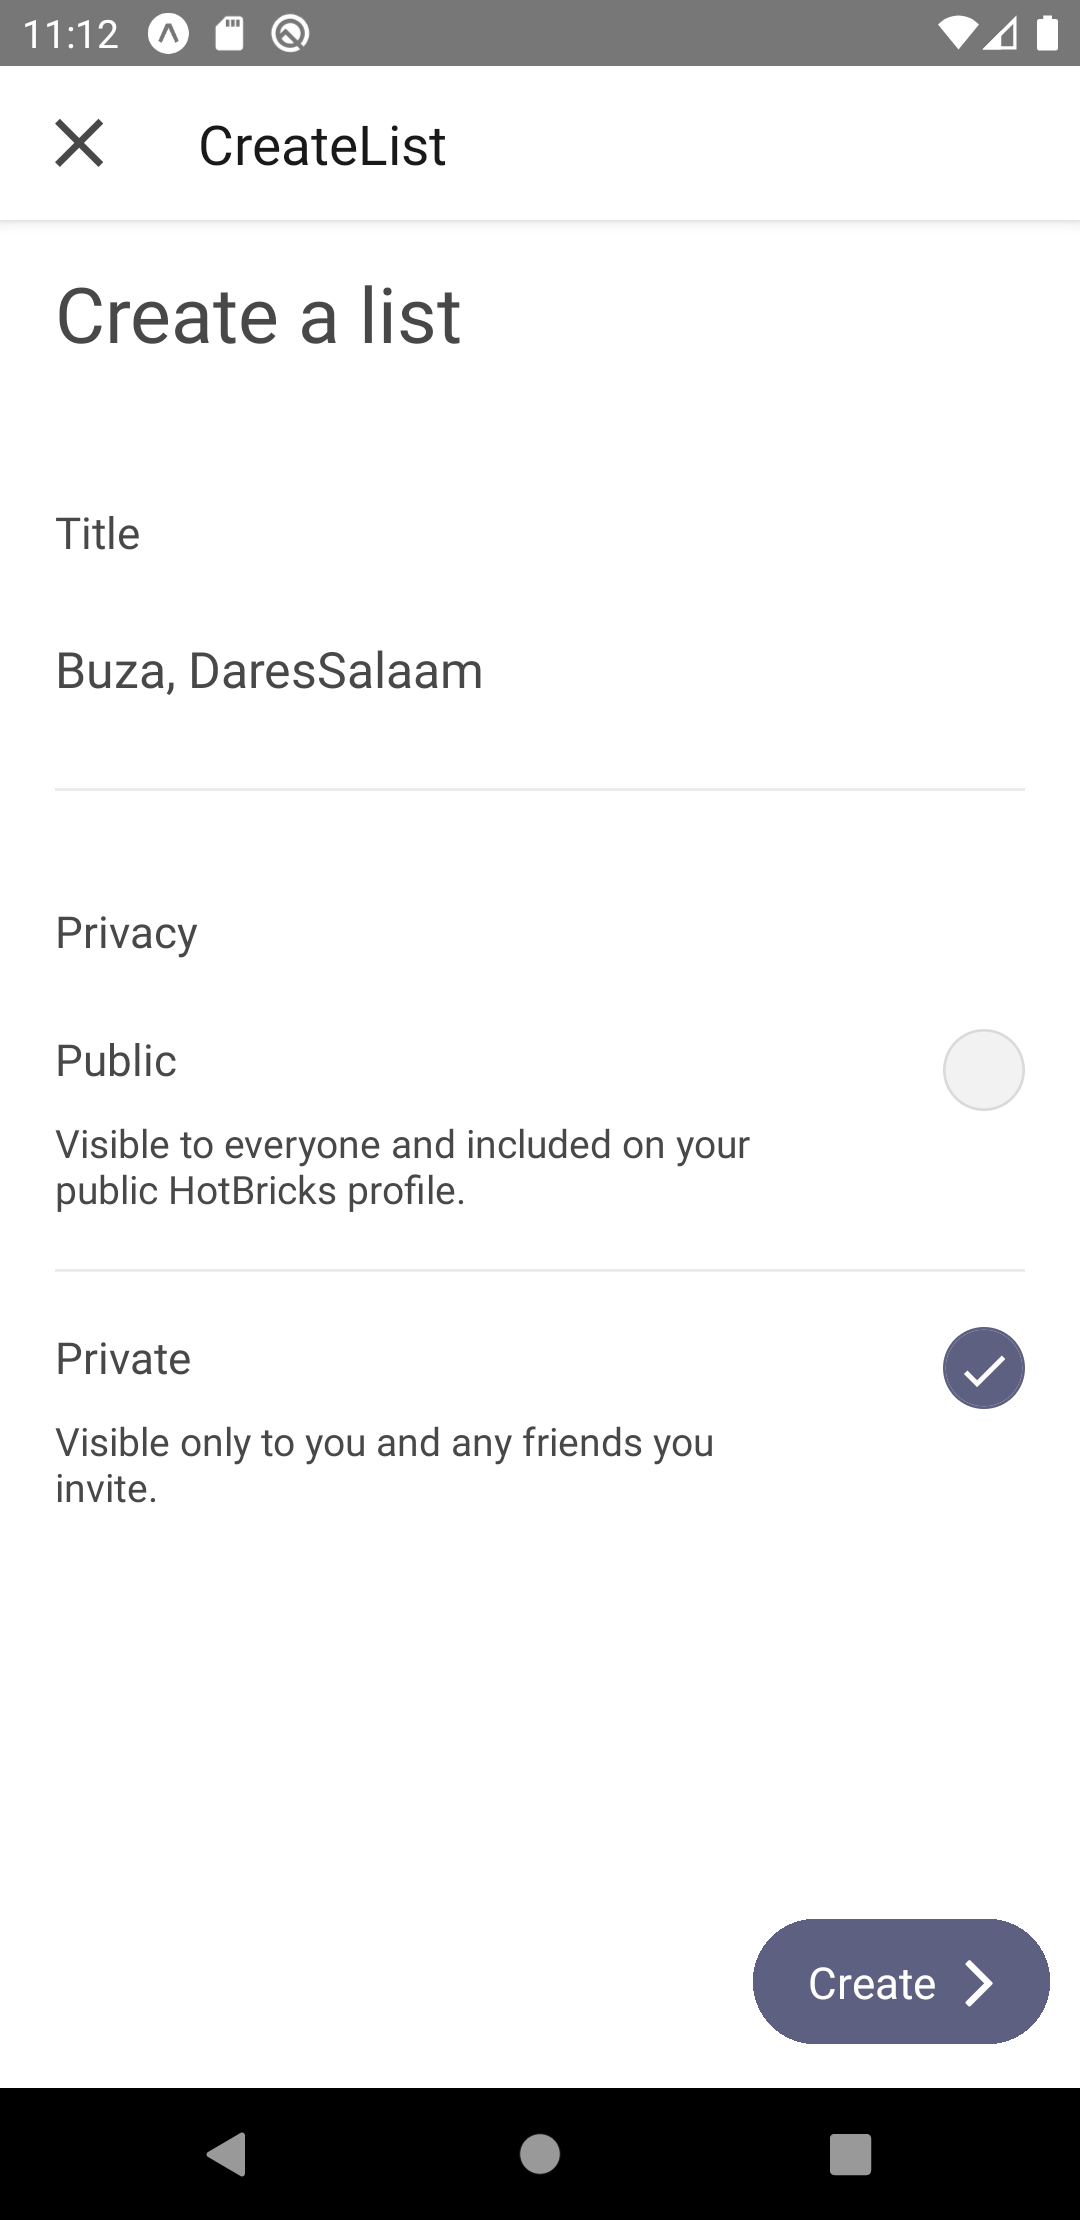 11:12
CreateList
Create a list
Title
Buza, DaresSalaam
Privacy
Public
Visible to everyone and included on your
public HotBricks profile.
Private
Visible only to you and any friends you
invite.
Create